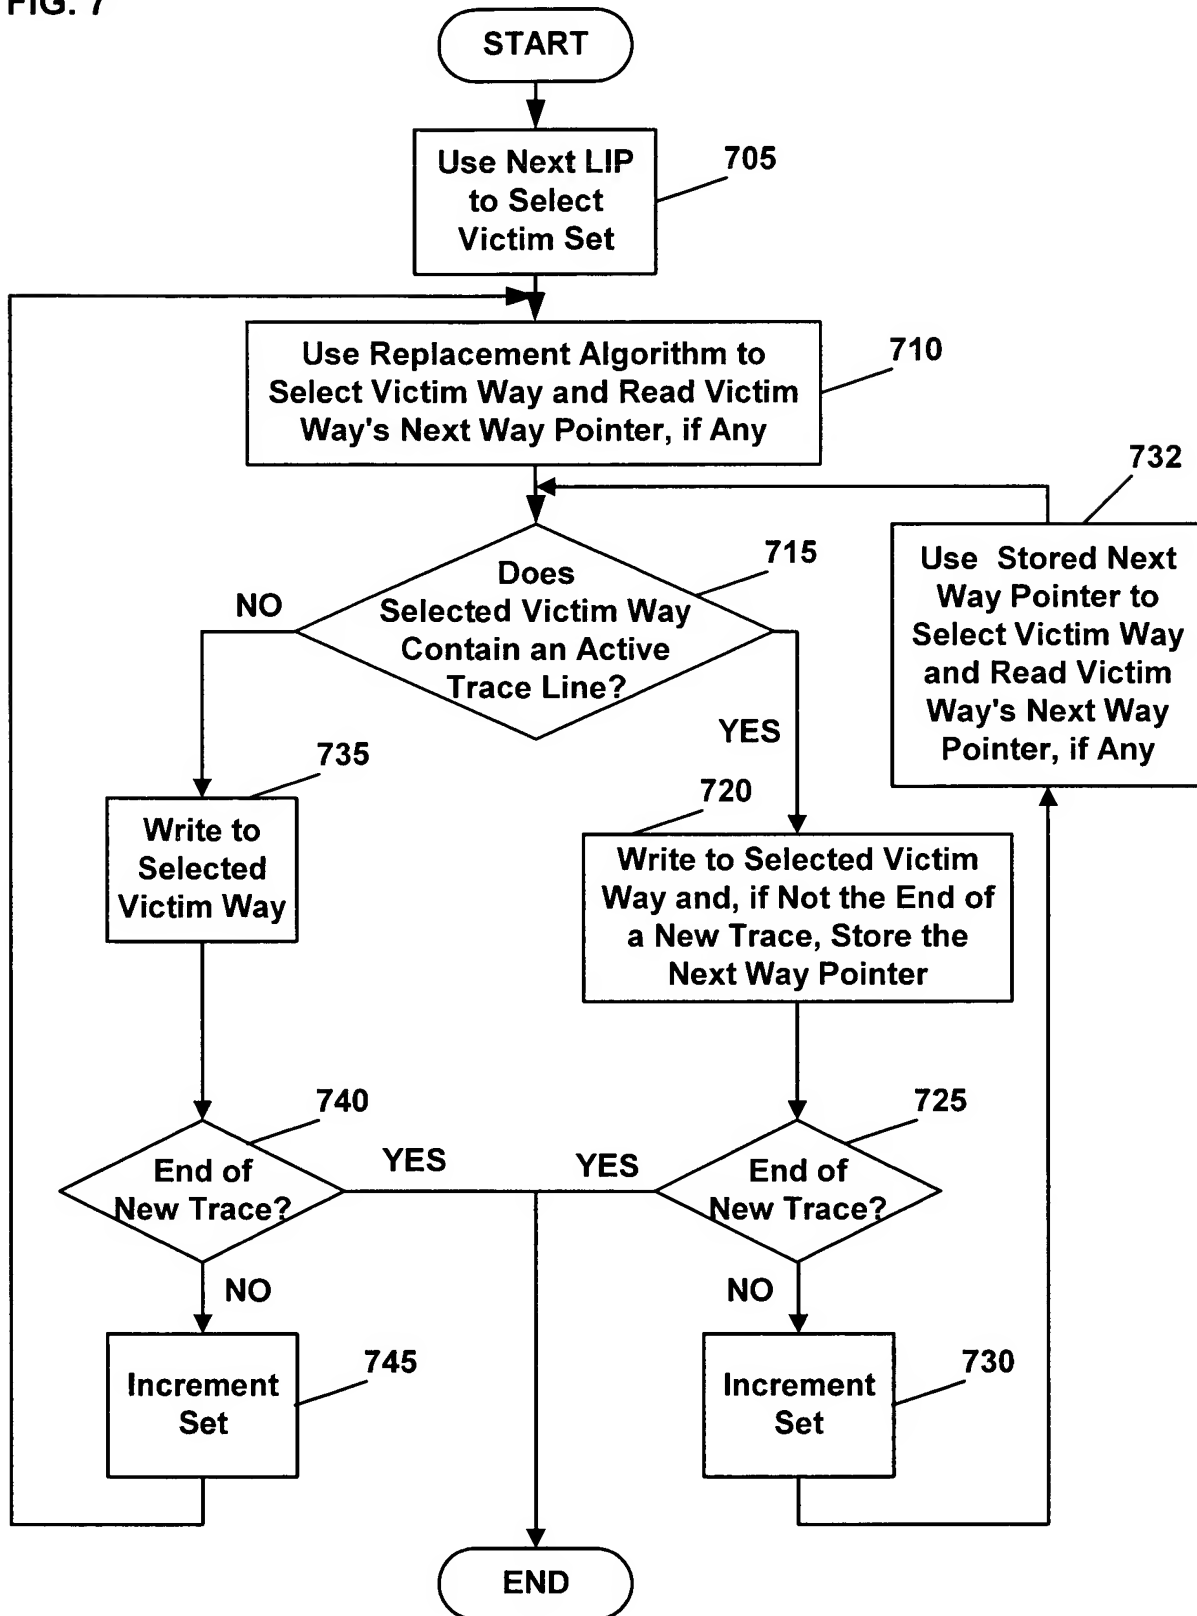 FIG. 7
START
Use Next LIP
to Select
Victim Set
705
Use Replacement Algorithm to
Select Victim Way and Read Victim
Way's Next Way Pointer, if Any
710
732
Use Stored Next
Way Pointer to
Select Victim Way
and Read Victim
Way's Next Way
Pointer, if Any
715
Does
Selected Victim Way
Contain an Active
Trace Line?
NO
YES
735
Write to
Selected
Victim Way
720
Write to Selected Victim
Way and, if Not the End of
a New Trace, Store the
Next Way Pointer
740
End of
New Trace?
YES
YES
725
End of
New Trace?
NO
NO
745
Increment
Set
730
Increment
Set
END